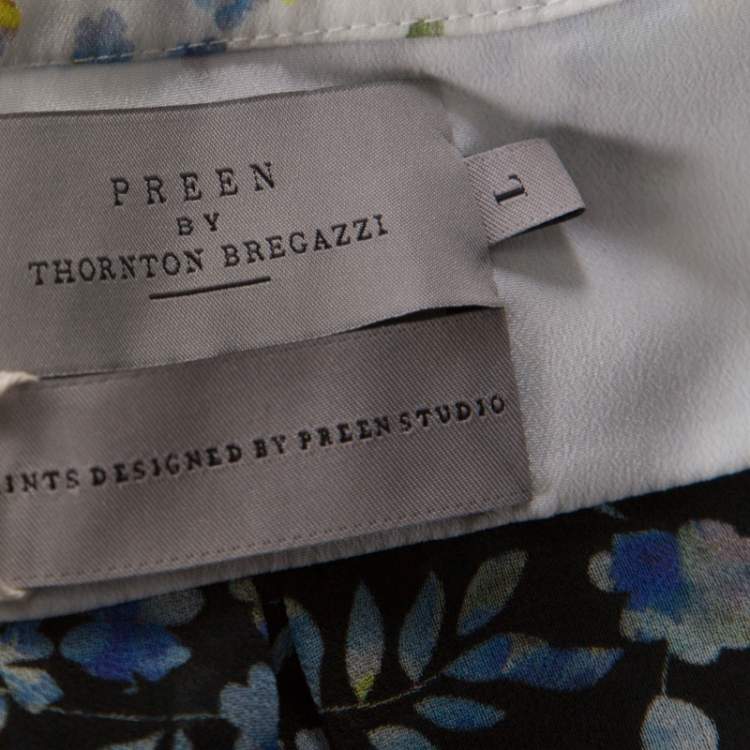 PREEN
BY
THORNTON BREGAZZI
L
INTS DESIGNED BY PREEN STUDIO